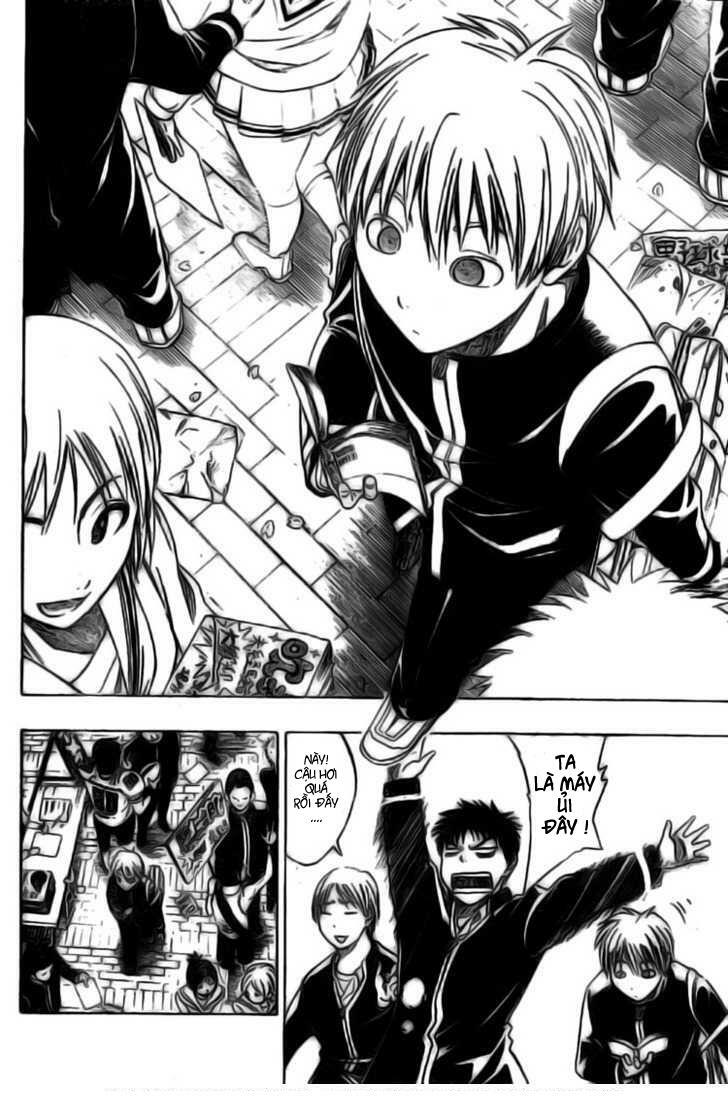 NÀY!
CẬU HƠI
QUÁ
RỒI ĐẤY
....
TA
LÀ MÁY
ỦI
ĐÂY !